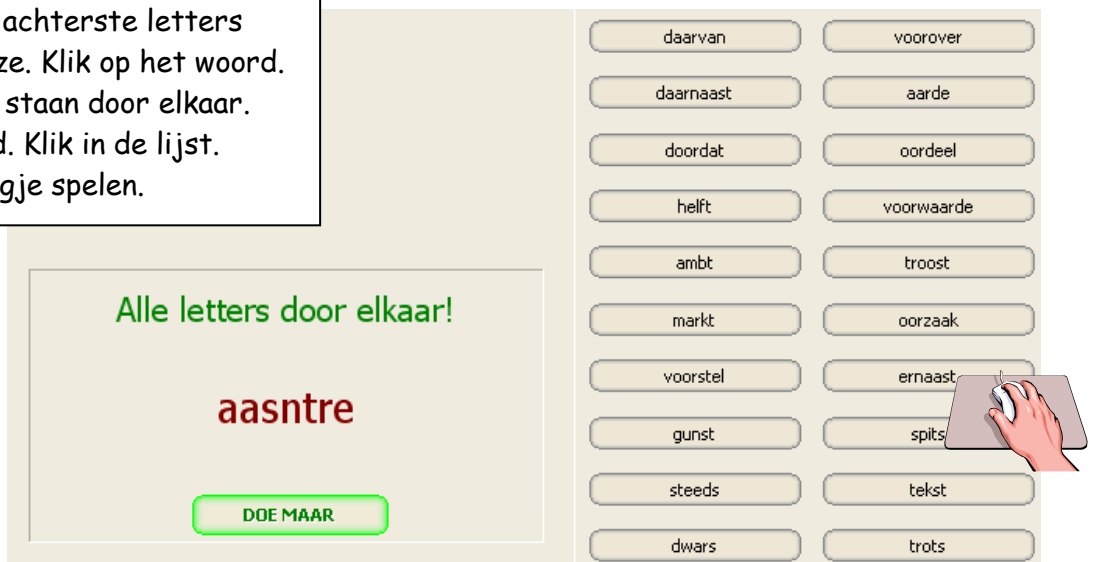 achterste letters
ze. Klik op het woord.
staan door elkaar.
d. Klik in de lijst.
gje spelen.
Alle letters door elkaar!
aasntre
DOE MAAR
daarvan voorover
daarnaast aarde
doordat oordeel
helft voorwaarde
ambt troost
markt oorzaak
voorstel ernaast
gunst spits
steeds tekst
dwars trots